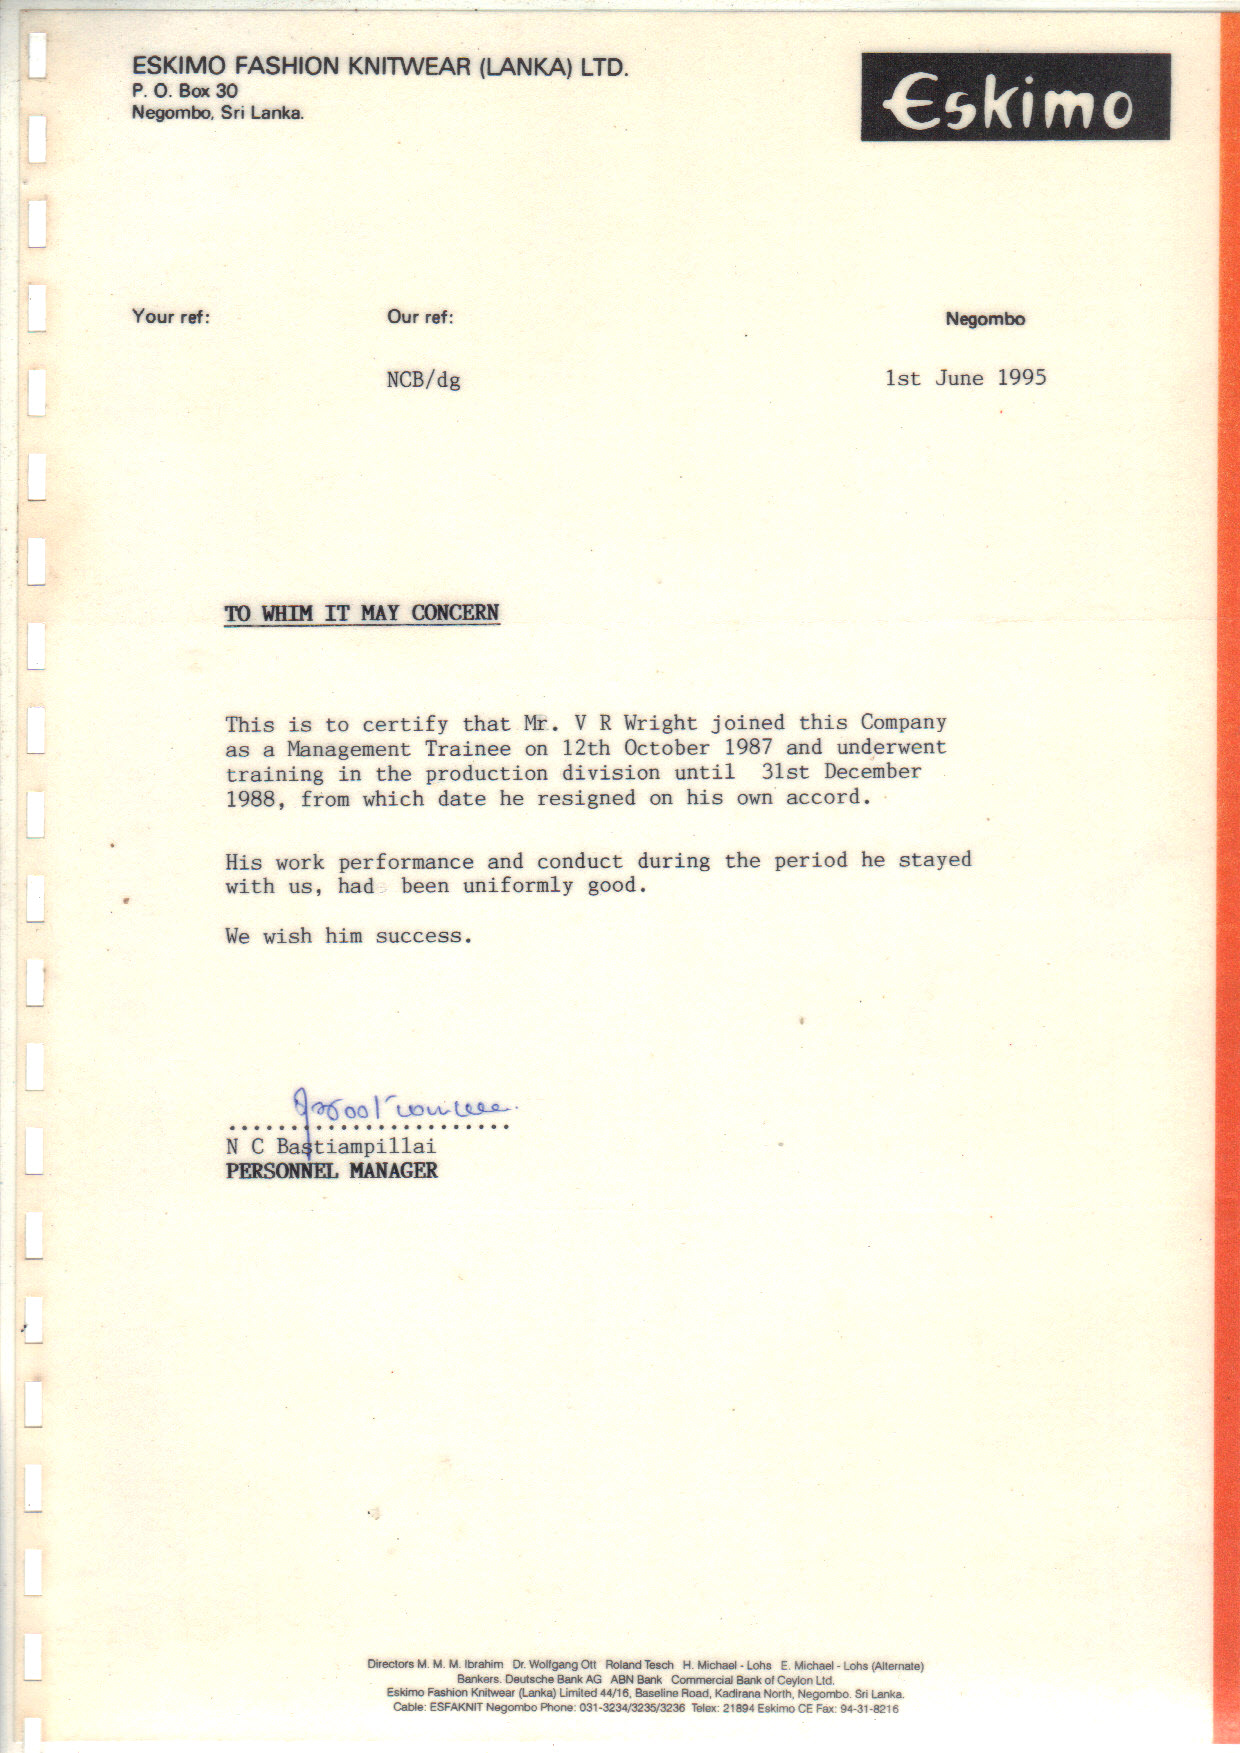 ESKIMO FASHION KNITWEAR (LANKA) LTD.
P. O. Box 30
Negombo, Sri Lanka.
Eskimo
Your ref: Our ref: Negombo
NCB/dg 1st June 1995
TO WHIM IT MAY CONCERN
This is to certify that Mr. V R Wright joined this Company
as a Management Trainee on 12th October 1987 and underwent
training in the production division until 31st December
1988, from which date he resigned on his own accord.
His work performance and conduct during the period he stayed
with us, had been uniformly good.
We wish him success.
.......................
N C Bastiampillai
PERSONNEL MANAGER
Directors M. M. M. Ibrahim Dr. Wolfgang Ott Roland Tesch H. Michael - Lohs E. Michael - Lohs (Alternate)
Bankers. Deutsche Bank AG ABN Bank Commercial Bank of Ceylon Ltd.
Eskimo Fashion Knitwear (Lanka) Limited 44/16, Baseline Road, Kadirana North, Negombo. Sri Lanka.
Cable: ESFAKNIT Negombo Phone: 031-3234/3235/3236 Telex: 21894 Eskimo CE Fax: 94-31-8216